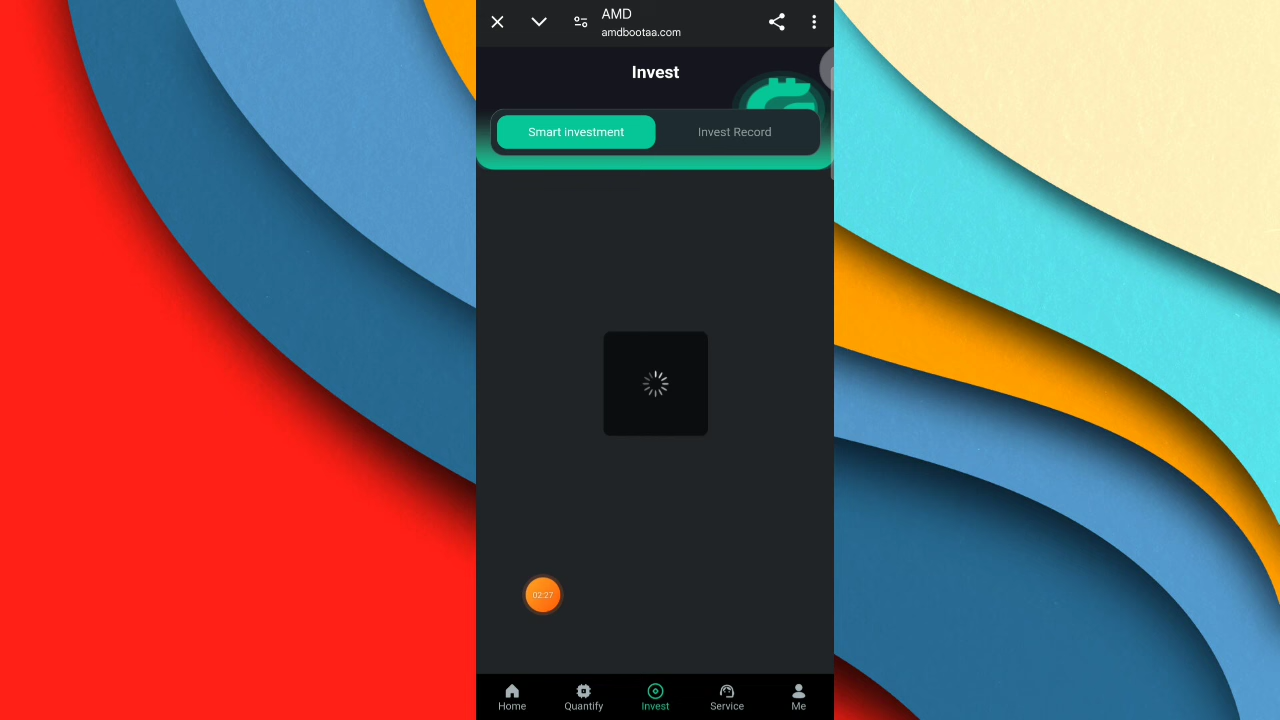 AMD
amdbootaa.com
Invest
Smart investment
Invest Record
02:27
Home
Quantify
Invest
Service
Me